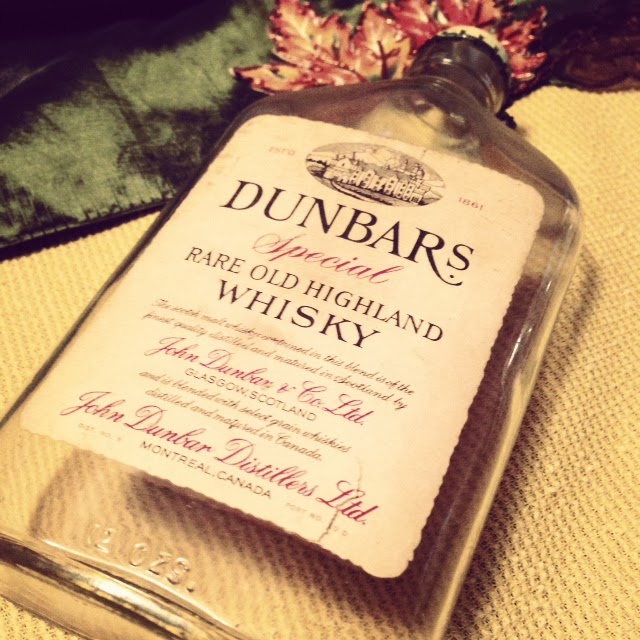 ESTD. 1861
DUNBARS
Special
RARE OLD HIGHLAND
WHISKY
The malt whisky contained in this blend is of the
finest quality distilled and matured in Scotland by
John Dunbar & Co. Ltd.
GLASGOW, SCOTLAND
and it is blended with select grain whiskies
distilled and matured in Canada.
John Dunbar Distillers Ltd.
MONTREAL, CANADA
12 OZS.